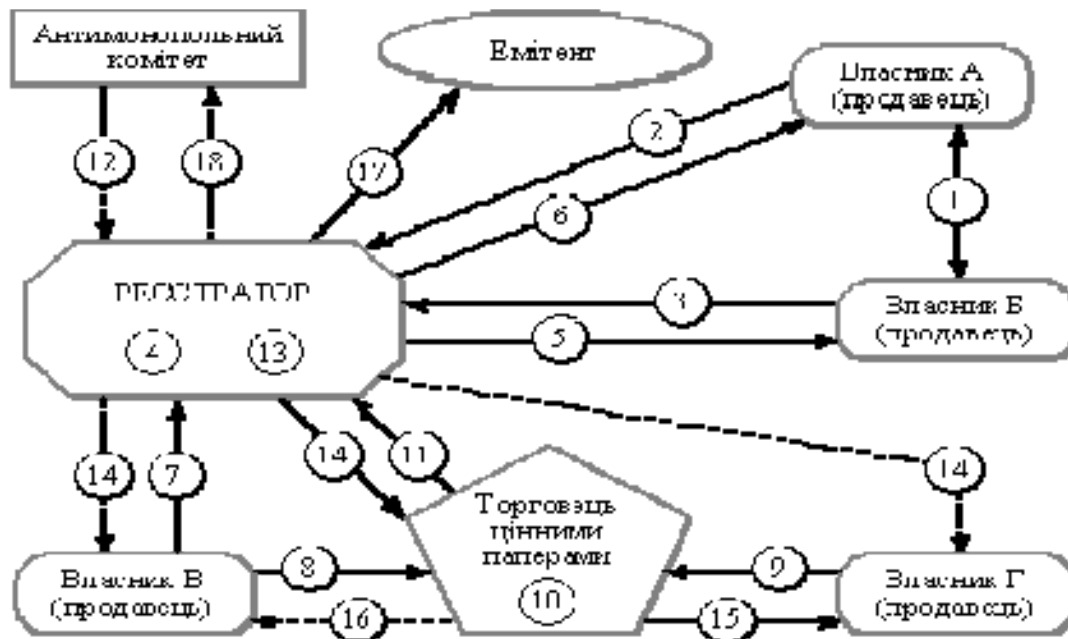 Антимонопольний
комітет
Емітент
Власник А
(продавець)
12
18
17
2
6
1
РЕЄСТРАТОР
4
13
3
5
Власник Б
(продавець)
14
7
14
11
14
Торговець
цінними
паперами
10
Власник В
(продавець)
8
16
9
15
Власник Г
(продавець)